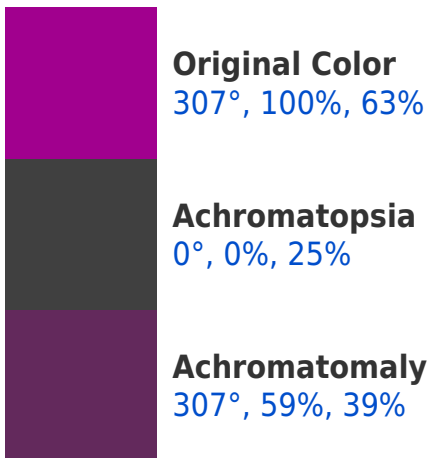 Original Color
307°, 100%, 63%
Achromatopsia
0°, 0%, 25%
Achromatomaly
307°, 59%, 39%